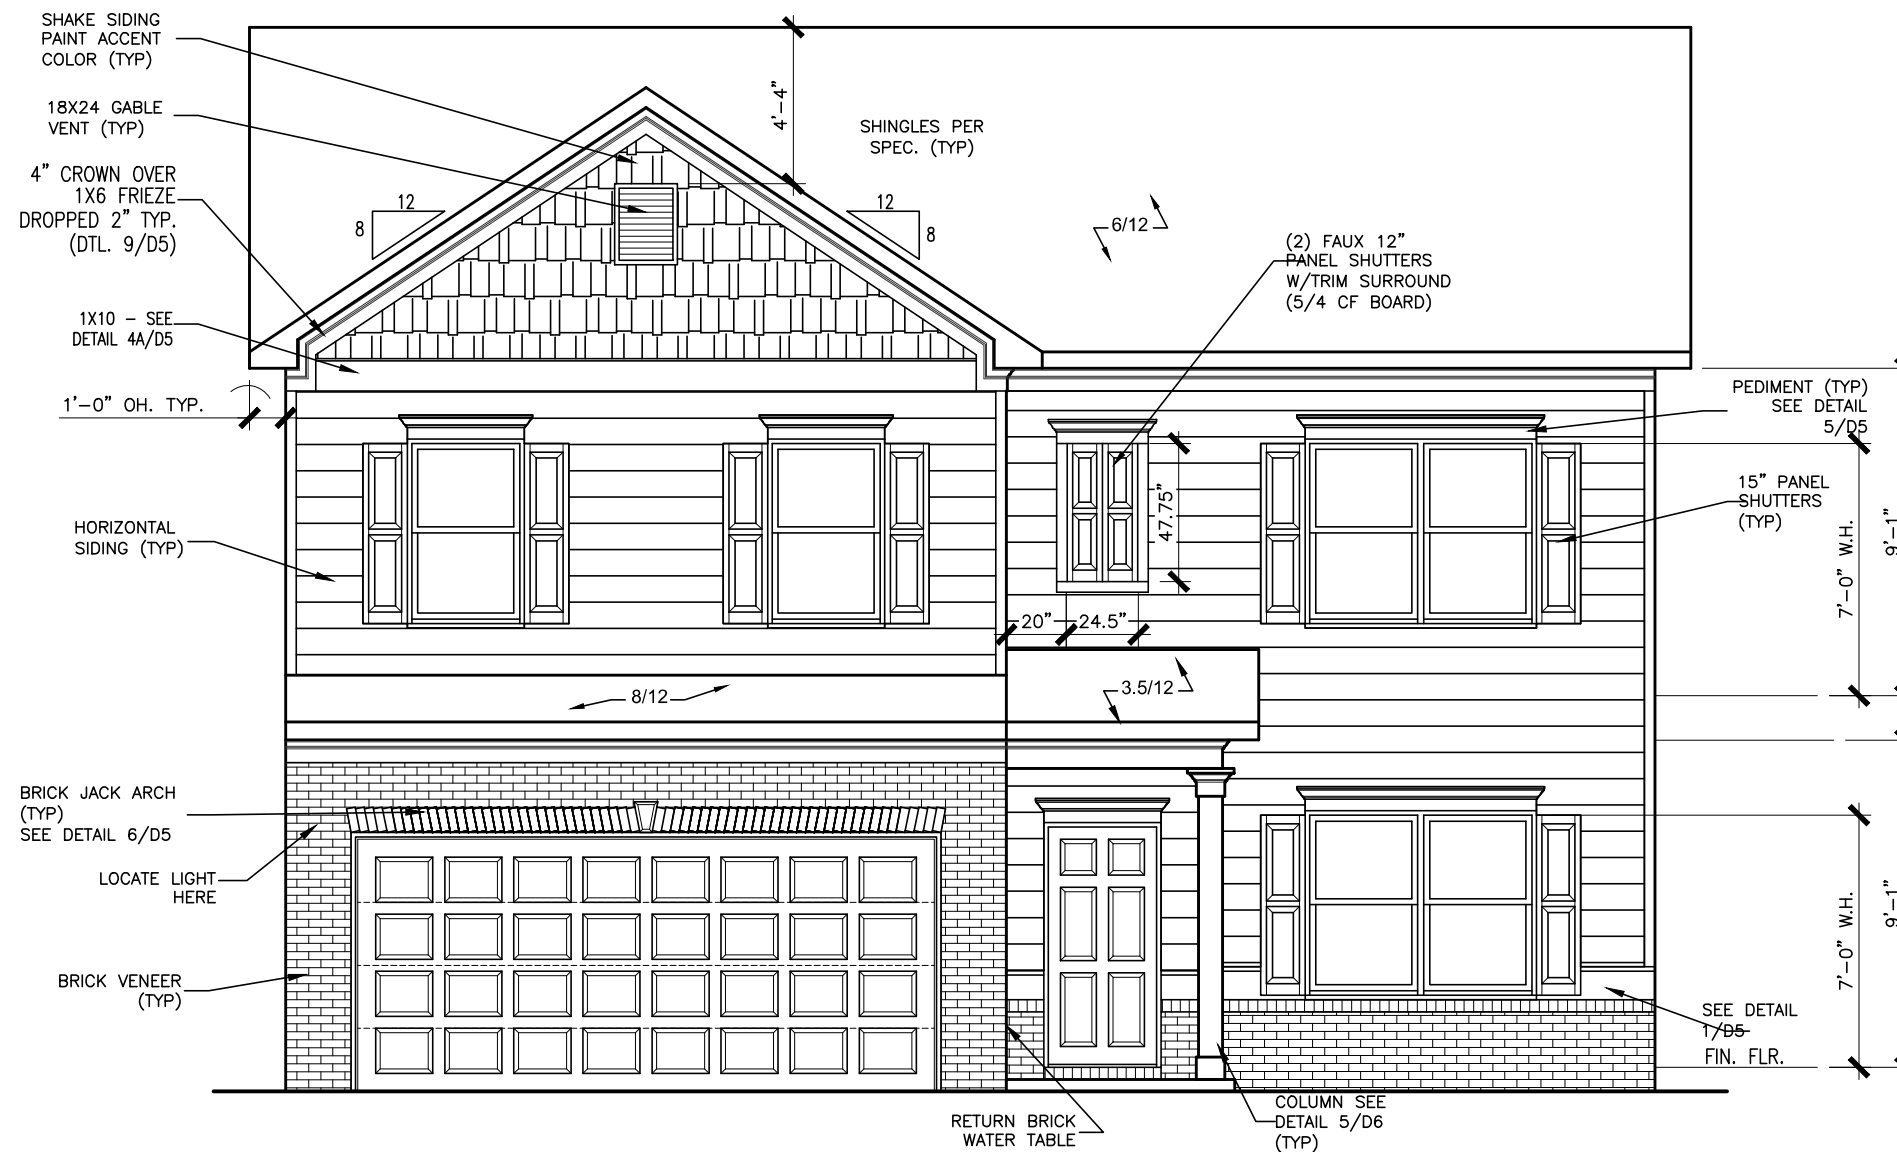 SHAKE SIDING
PAINT ACCENT
COLOR (TYP)
18X24 GABLE
VENT (TYP)
4” CROWN OVER
1X6 FRIEZE
DROPPED 2” TYP.
(DTL. 9/D5)
1X10 – SEE
DETAIL 4A/D5
1’–0” OH. TYP.
HORIZONTAL
SIDING (TYP)
BRICK JACK ARCH
(TYP)
SEE DETAIL 6/D5
LOCATE LIGHT
HERE
BRICK VENEER
(TYP)
12
8
12
8
4’–4”
SHINGLES PER
SPEC. (TYP)
6/12
(2) FAUX 12”
PANEL SHUTTERS
W/TRIM SURROUND
(5/4 CF BOARD)
47.75”
20”
24.5”
8/12
3.5/12
PEDIMENT (TYP)
SEE DETAIL
5/D5
15” PANEL
SHUTTERS
(TYP)
7’–0” W.H.
9’–1”
7’–0” W.H.
9’–1”
SEE DETAIL
1/D5
FIN. FLR.
RETURN BRICK
WATER TABLE
COLUMN SEE
DETAIL 5/D6
(TYP)